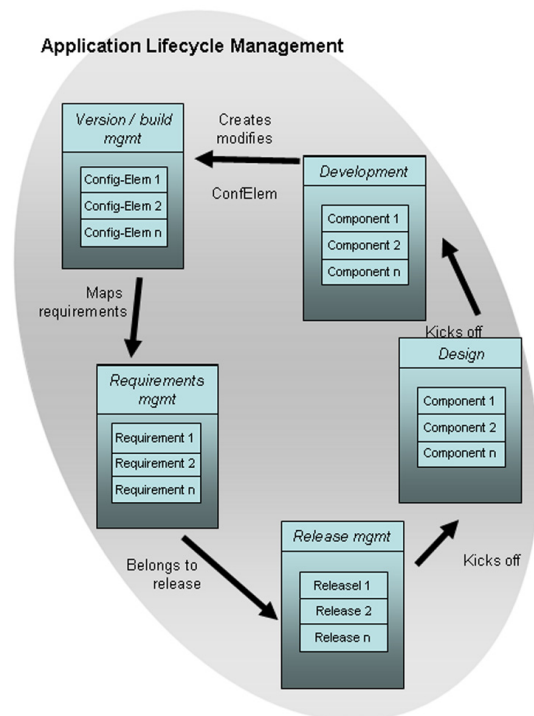 Application Lifecycle Management
Version / build
mgmt
Config-Elem 1
Config-Elem 2
Config-Elem n
Creates
modifies
ConfElem
Development
Component 1
Component 2
Component n
Maps
requirements
Kicks off
Design
Component 1
Component 2
Component n
Requirements
mgmt
Requirement 1
Requirement 2
Requirement n
Belongs to
release
Release mgmt
Releasel 1
Release 2
Release n
Kicks off